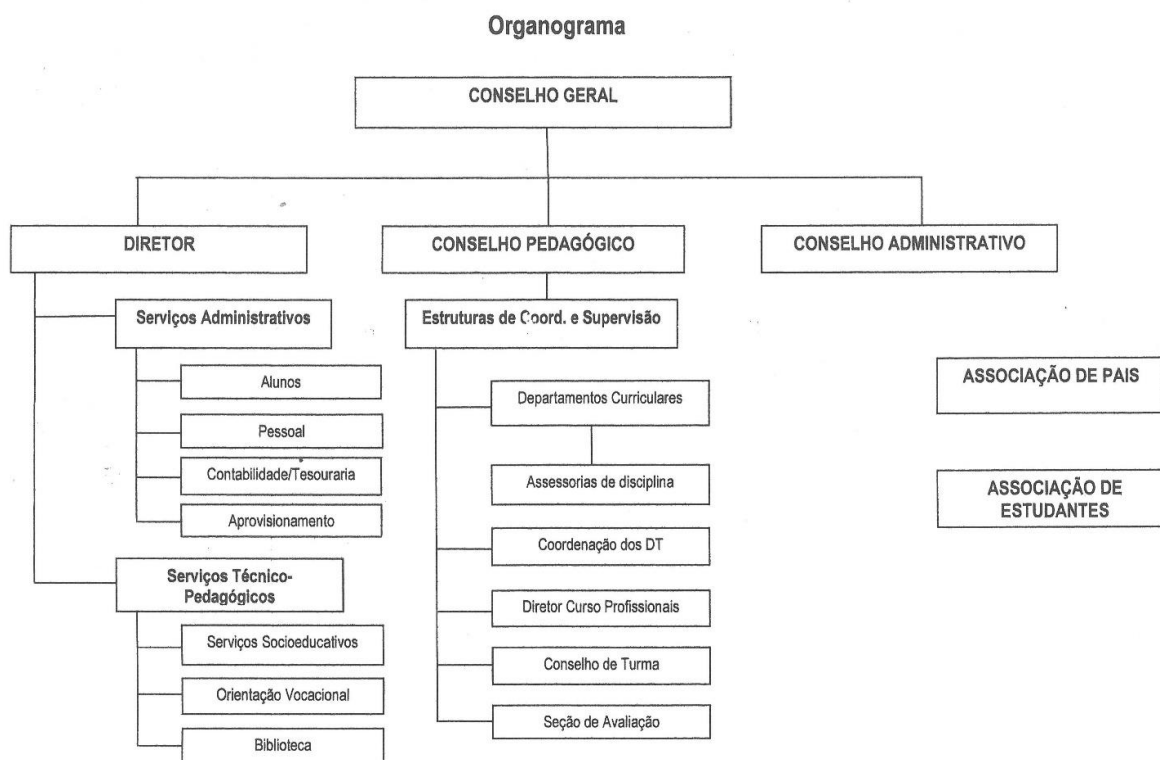 Organograma
CONSELHO GERAL
DIRETOR
CONSELHO PEDAGÓGICO
CONSELHO ADMINISTRATIVO
Serviços Administrativos
Alunos
Pessoal
Contabilidade/Tesouraria
Aprovisionamento
Serviços Técnico-
Pedagógicos
Serviços Socioeducativos
Orientação Vocacional
Biblioteca
Estruturas de Coord. e Supervisão
Departamentos Curriculares
Assessorias de disciplina
Coordenação dos DT
Diretor Curso Profissionais
Conselho de Turma
Seção de Avaliação
ASSOCIAÇÃO DE PAIS
ASSOCIAÇÃO DE
ESTUDANTES